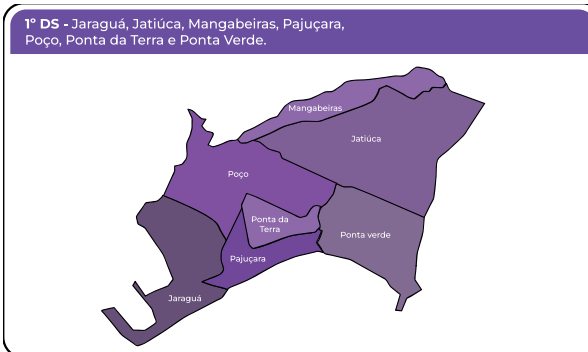 1º DS - Jaraguá, Jatiúca, Mangabeiras, Pajuçara,
Poço, Ponta da Terra e Ponta Verde.
Mangabeiras
Jatiúca
Poço
Ponta da
Terra
Ponta verde
Pajuçara
Jaraguá